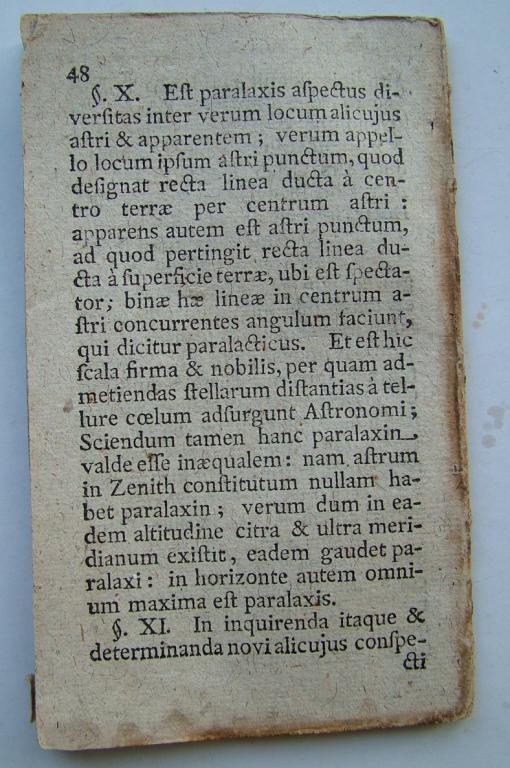 48
§. X. Eſt paralaxis aſpectus di-
verſitas inter verum locum alicujus
aſtri & apparentem ; verum appel-
lo locum ipſum aſtri punctum, quod
deſignat recta linea ducta à cen-
tro terræ per centrum aſtri :
apparens autem eſt aſtri punctum,
ad quod pertingit recta linea du-
cta à ſuperficie terræ, ubi eſt ſpecta-
tor; binæ hæ lineæ in centrum a-
ſtri concurrentes angulum faciunt,
qui dicitur paralacticus. Et eſt hic
ſcala firma & nobilis, per quam ad-
metiendas ſtellarum diſtantias à tel-
lure cœlum adſurgunt Aſtronomi;
Sciendum tamen hanc paralaxin
valde eſſe inæqualem: nam aſtrum
in Zenith conſtitutum nullam ha-
bet paralaxin ; verum dum in ea-
dem altitudine citra & ultra meri-
dianum exiſtit, eadem gaudet pa-
ralaxi: in horizonte autem omni-
um maxima eſt paralaxis.
§. XI. In inquirenda itaque &
determinanda novi alicujus conſpe-
cti